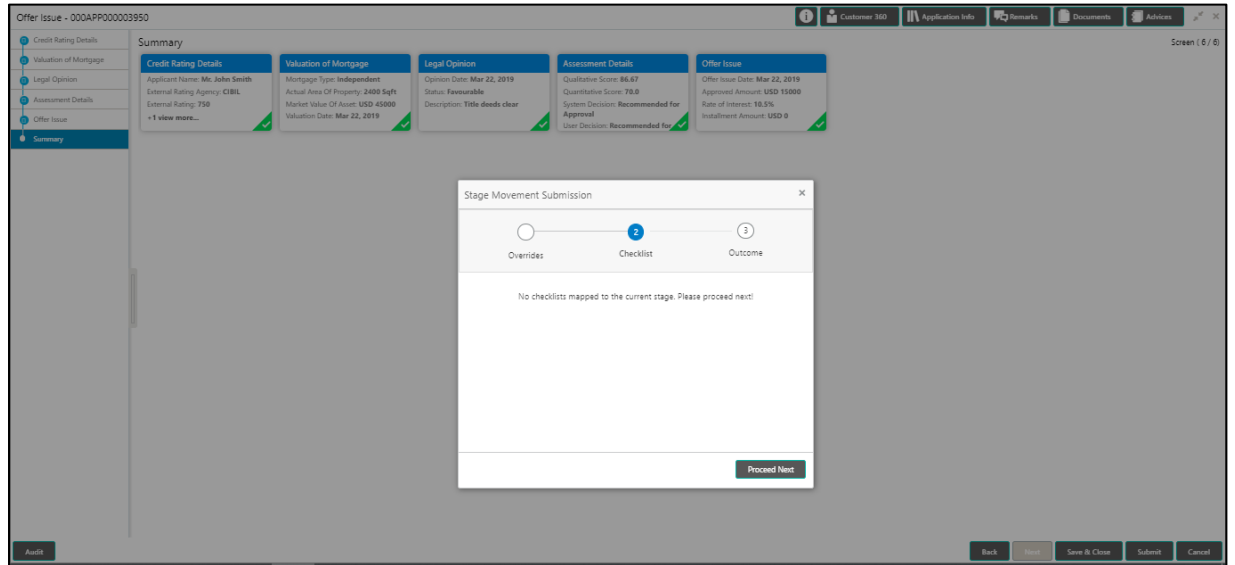 Offer Issue - 000APP000003950
Customer 360
Application Info
Remarks
Documents
Advices
Credit Rating Details
Valuation of Mortgage
Legal Opinion
Assessment Details
Offer Issue
Summary
Summary
Screen ( 6 / 6)
Credit Rating Details
Applicant Name: Mr. John Smith
External Rating Agency: CIBIL
External Rating: 750
+1 view more...
Valuation of Mortgage
Mortgage Type: Independent
Actual Area Of Property: 2400 Sqft
Market Value Of Asset: USD 45000
Valuation Date: Mar 22, 2019
Legal Opinion
Opinion Date: Mar 22, 2019
Status: Favourable
Description: Title deeds clear
Assessment Details
Qualitative Score: 86.67
Quantitative Score: 70.0
System Decision: Recommended for
Approval
User Decision: Recommended for
Offer Issue
Offer Issue Date: Mar 22, 2019
Approved Amount: USD 15000
Rate of Interest: 10.5%
Installment Amount: USD 0
Stage Movement Submission
2
3
Overrides
Checklist
Outcome
No checklists mapped to the current stage. Please proceed next!
Proceed Next
Audit
Back
Next
Save & Close
Submit
Cancel